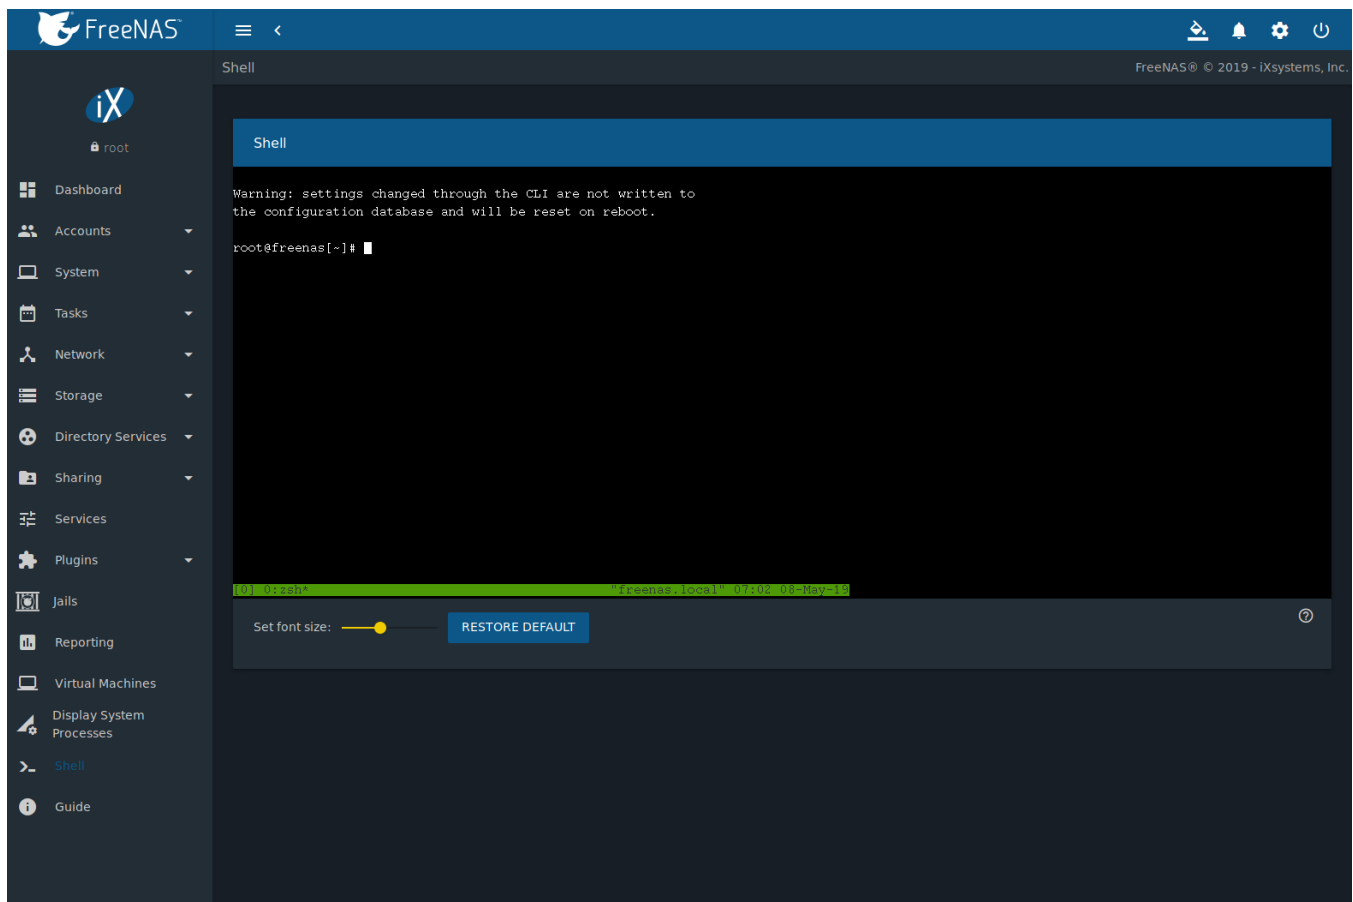 FreeNAS™
Shell
FreeNAS® © 2019 - iXsystems, Inc.
iX
root
Dashboard
Accounts
System
Tasks
Network
Storage
Directory Services
Sharing
Services
Plugins
Jails
Reporting
Virtual Machines
Display System
Processes
Shell
Guide
Shell
Warning: settings changed through the CLI are not written to
the configuration database and will be reset on reboot.
root@freenas[~]#
[0] 0:zsh*
"freenas.local" 07:02 08-May-19
Set font size:
RESTORE DEFAULT